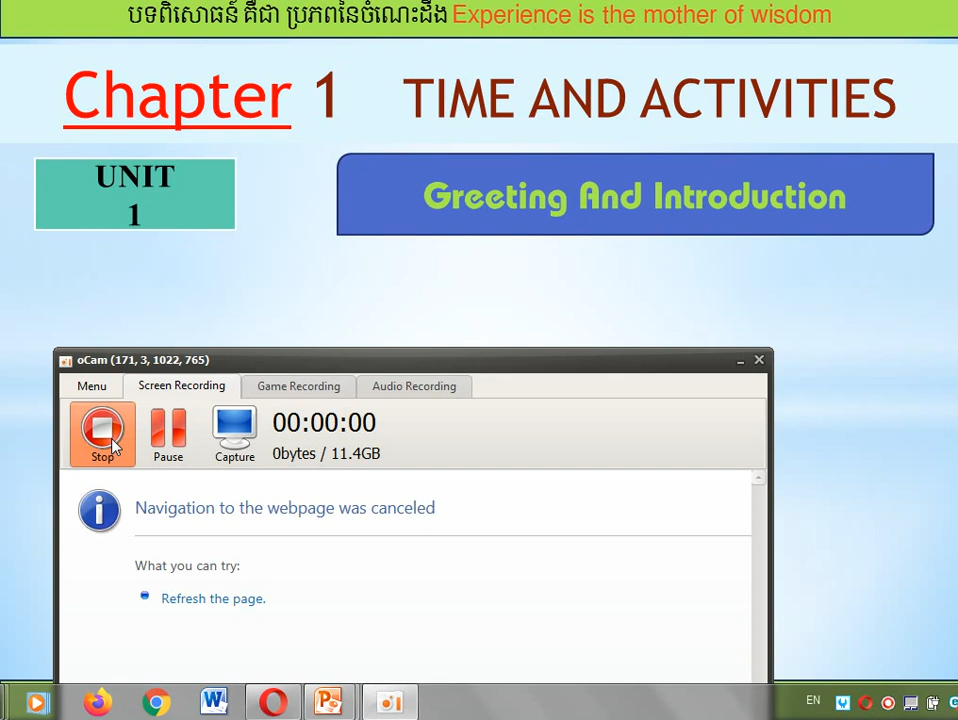 បទពិសោធន៍ គឺជា ប្រភពនៃចំណេះដឹង Experience is the mother of wisdom
Chapter 1 TIME AND ACTIVITIES
UNIT
1
Greeting And Introduction
oCam (171, 3, 1022, 765)
Menu Screen Recording Game Recording Audio Recording
00:00:00
0bytes / 11.4GB
Stop Pause Capture
Navigation to the webpage was canceled
What you can try:
Refresh the page.
EN